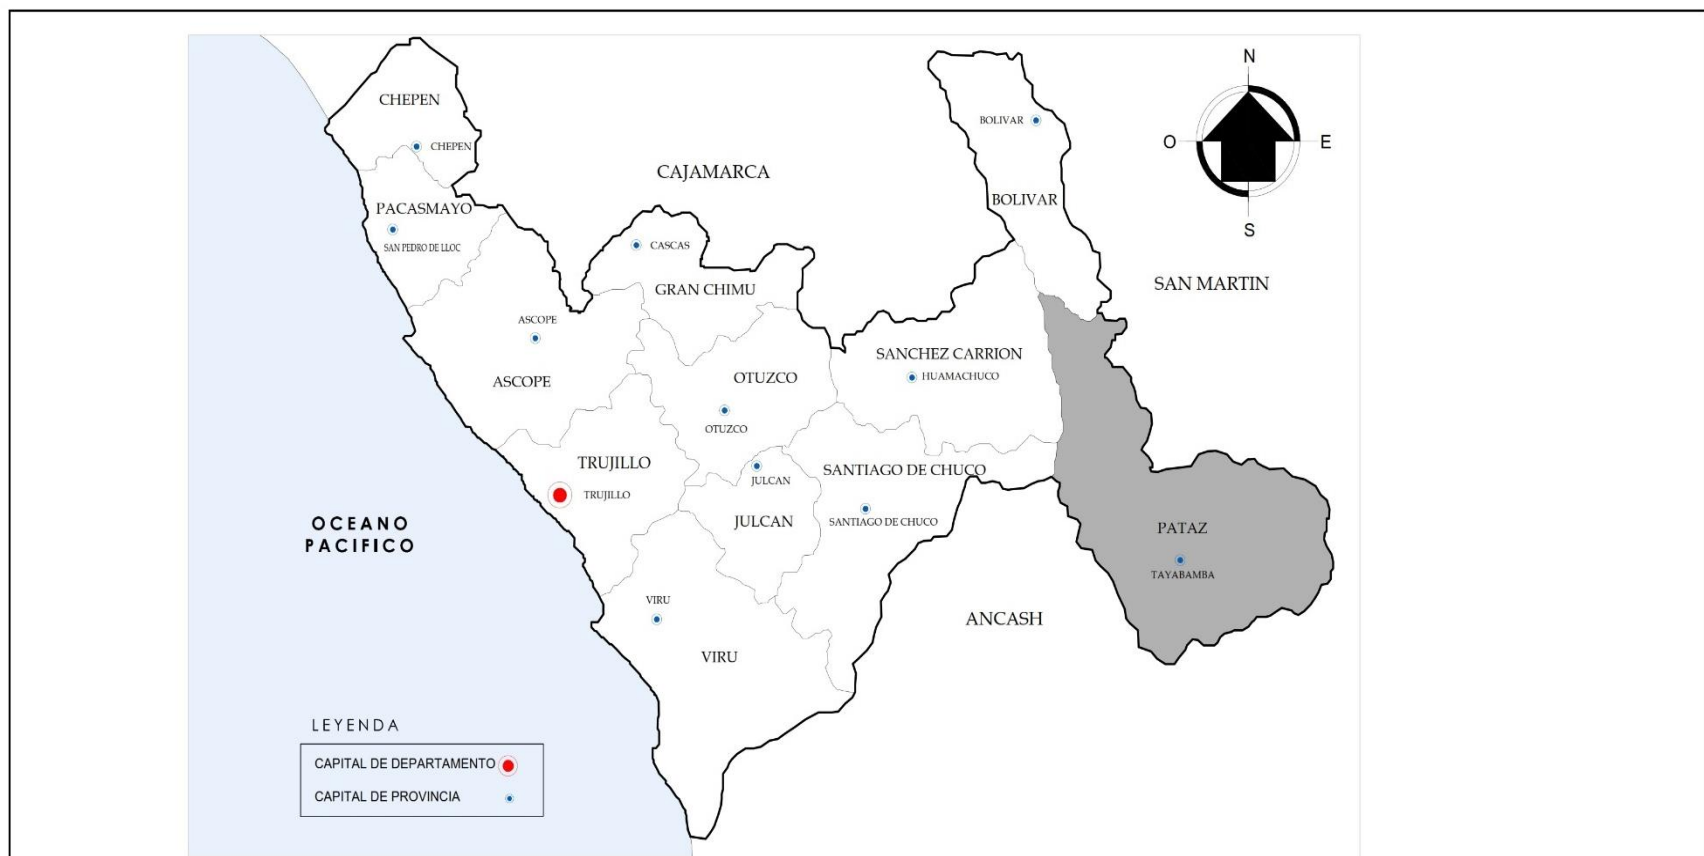 N
CHEPEN
BOLIVAR
O
E
CHEPEN
CAJAMARCA
BOLIVAR
PACASMAYO
S
SAN PEDRO DE LLOC
CASCAS
SAN MARTIN
GRAN CHIMU
ASCOPE
SANCHEZ CARRION
HUAMACHUCO
OTUZCO
ASCOPE
OTUZCO
TRUJILLO
SANTIAGO DE CHUCO
JULCAN
TRUJILLO
JULCAN
SANTIAGO DE CHUCO
OCEANO
PACIFICO
PATAZ
TAYABAMBA
VIRU
ANCASH
VIRU
LEYENDA
CAPITAL DE DEPARTAMENTO
CAPITAL DE PROVINCIA